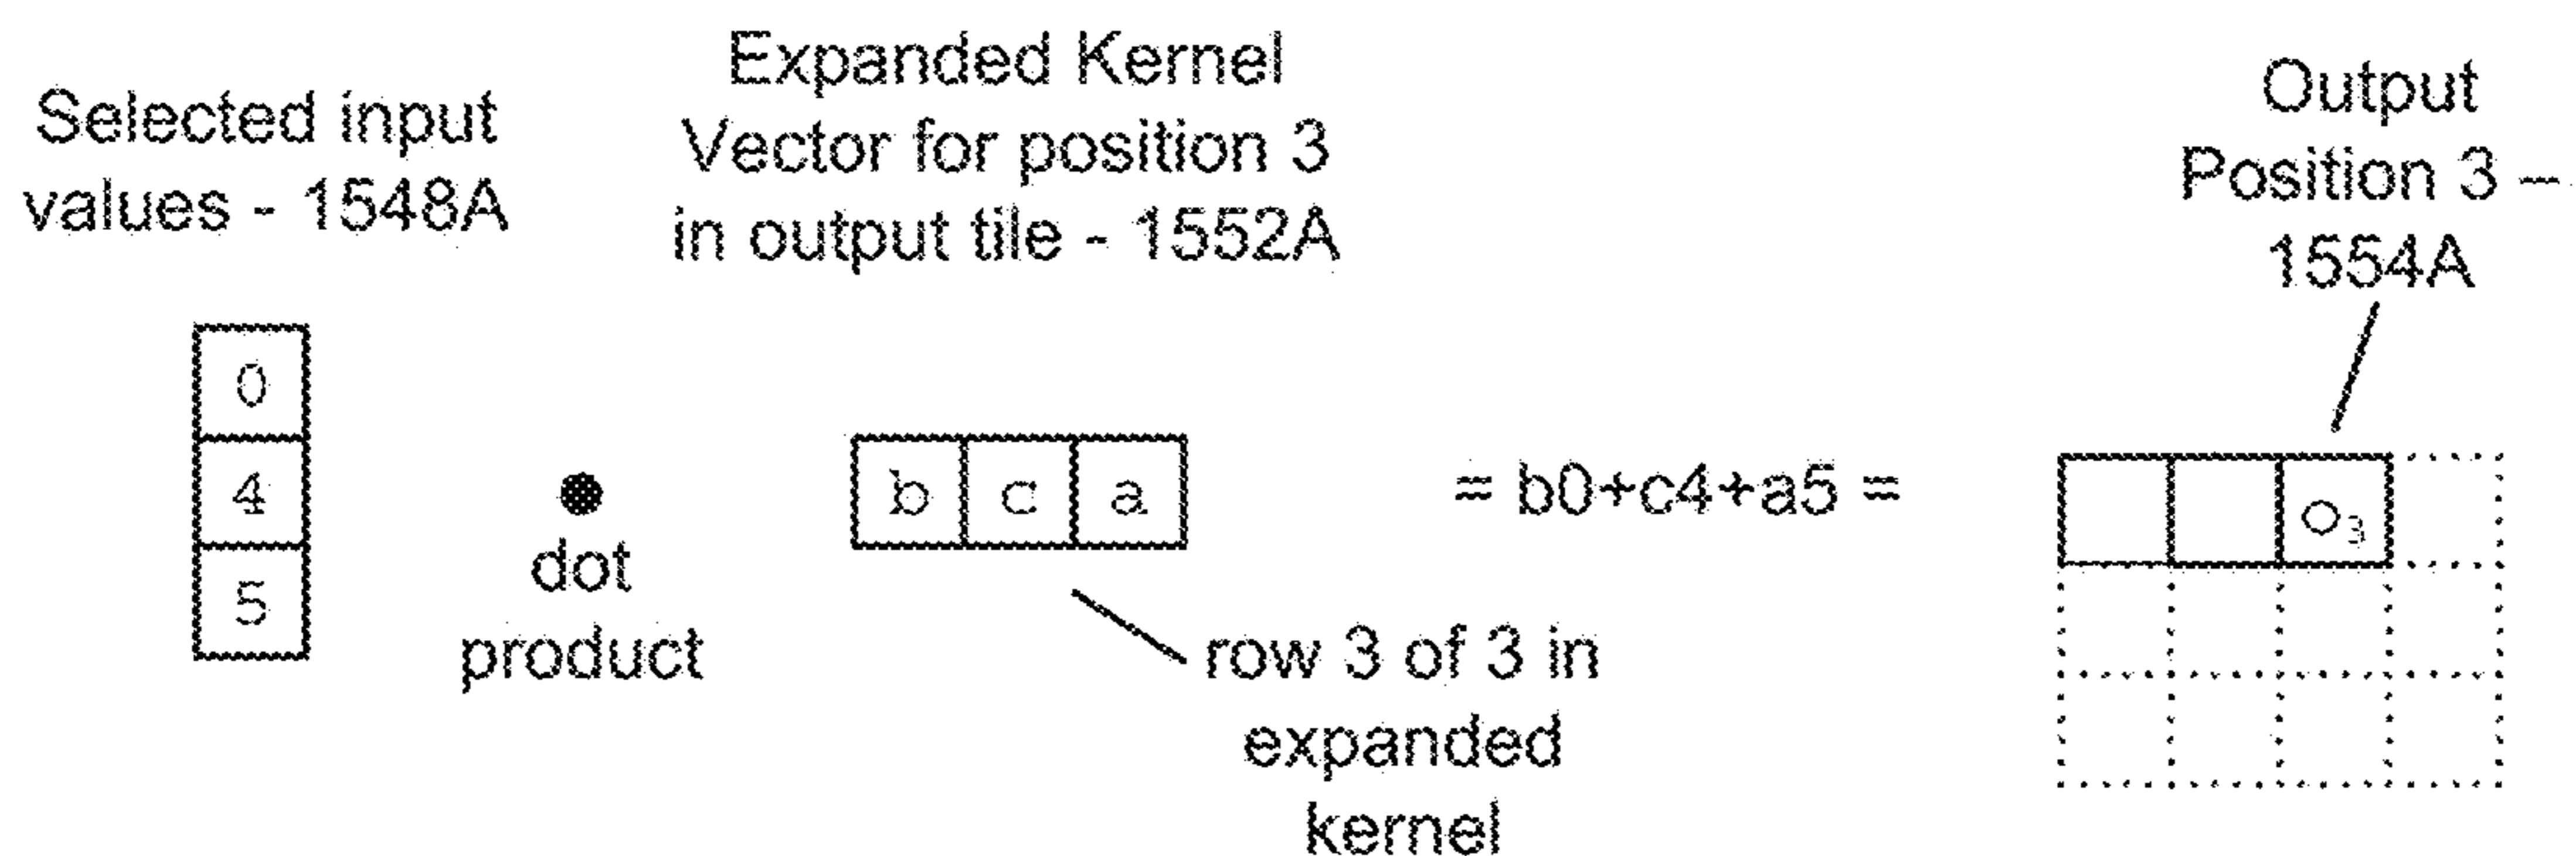 Selected input
values - 1548A
Expanded Kernel
Vector for position 3
in output tile - 1552A
Output
Position 3 –
1554A
0
4
5
dot
product
b c a
row 3 of 3 in
expanded
kernel
= b0+c4+a5 =
o₃